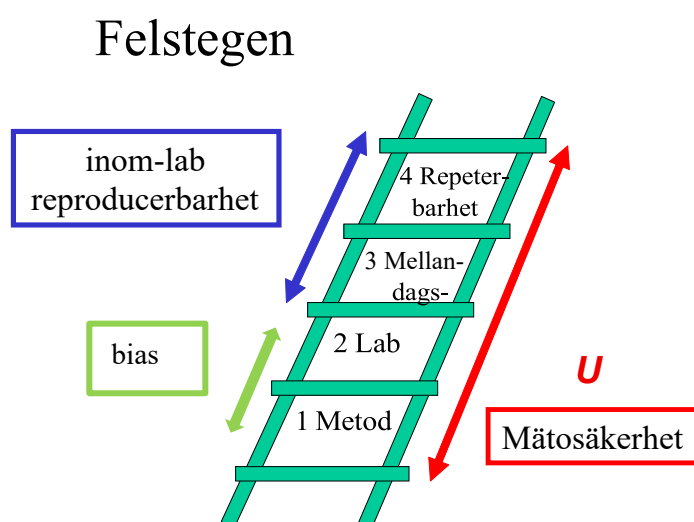 Felstegen
inom-lab
reproducerbarhet
4 Repeter-
barhet
3 Mellan-
dags-
bias
2 Lab
1 Metod
U
Mätosäkerhet